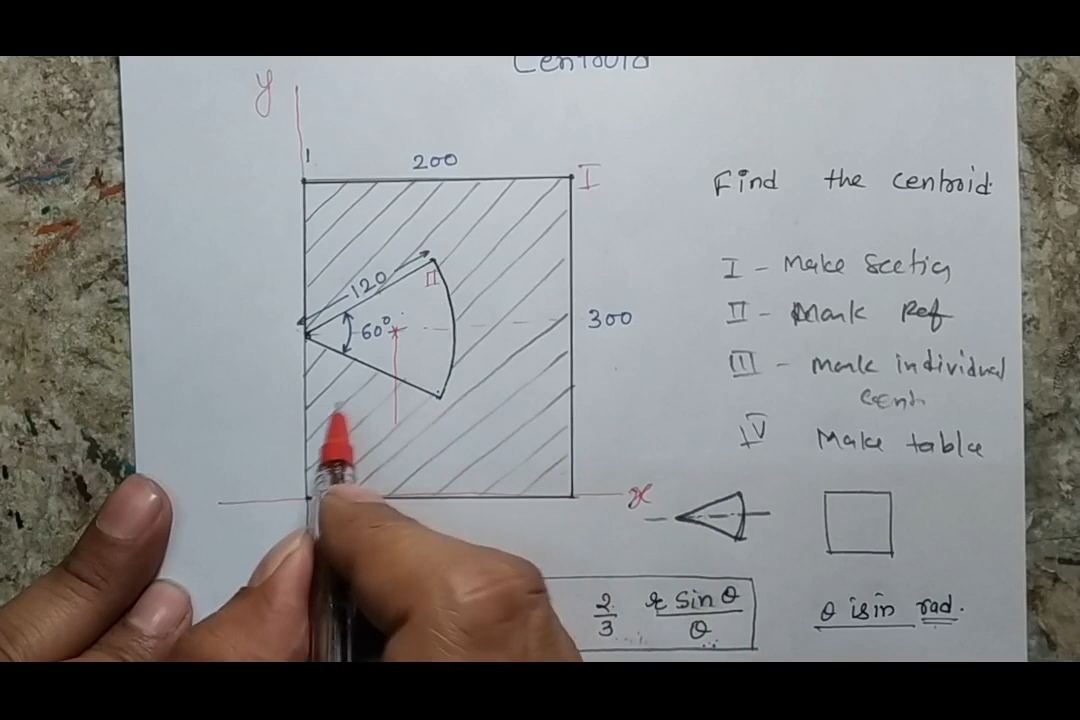 Centroid
y
200
I
Find the centroid.
120
II
I - Make Section
60°
300
II - Mark Ref
III - Mark individual
Cent.
IV Make table
x
2/3 r sin θ / θ
θ is in rad.